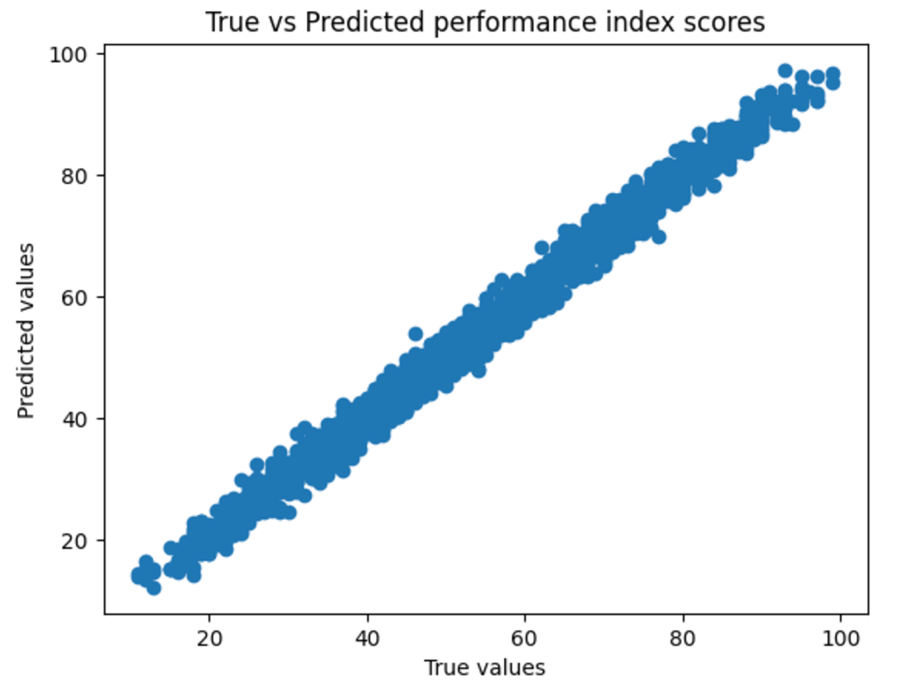 True vs Predicted performance index scores
100
80
60
40
20
Predicted values
20 40 60 80 100
True values